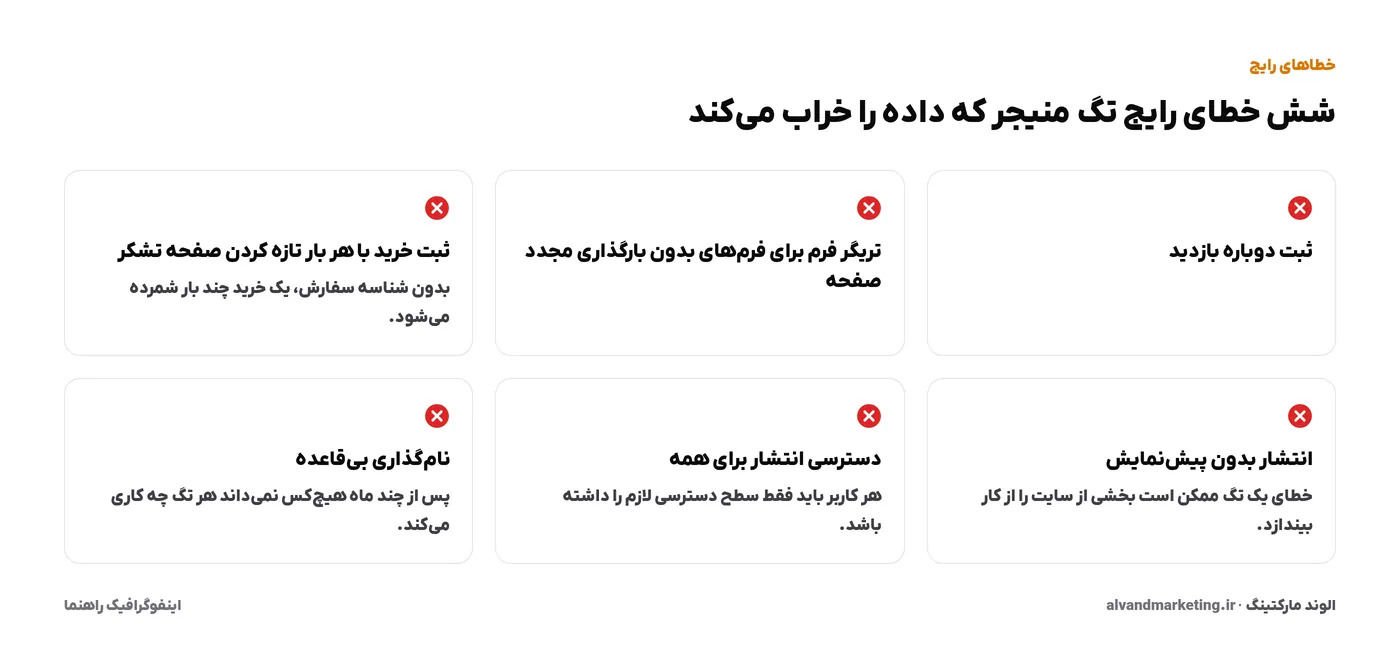 خطاهای رایج
شش خطای رایج تگ منیجر که داده را خراب می‌کند
ثبت دوباره بازدید
تریگر فرم برای فرم‌های بدون بارگذاری مجدد
صفحه
ثبت خرید با هر بار تازه کردن صفحه تشکر
بدون شناسه سفارش، یک خرید چند بار شمرده
می‌شود.
انتشار بدون پیش‌نمایش
خطای یک تگ ممکن است بخشی از سایت را از کار
بیندازد.
دسترسی انتشار برای همه
هر کاربر باید فقط سطح دسترسی لازم را داشته
باشد.
نام‌گذاری بی‌قاعده
پس از چند ماه هیچ‌کس نمی‌داند هر تگ چه کاری
می‌کند.
الوند مارکتینگ · alvandmarketing.ir
اینفوگرافیک راهنما